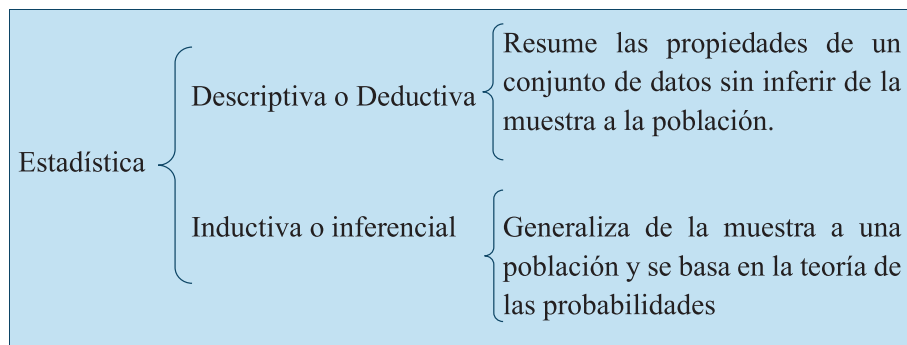 Estadística
Descriptiva o Deductiva
Resume las propiedades de un
conjunto de datos sin inferir de la
muestra a la población.
Inductiva o inferencial
Generaliza de la muestra a una
población y se basa en la teoría de
las probabilidades